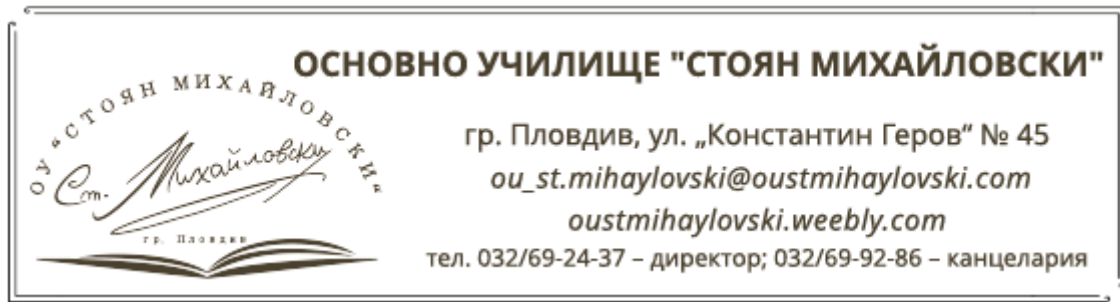 ОСНОВНО УЧИЛИЩЕ "СТОЯН МИХАЙЛОВСКИ"
ОУ "СТОЯН МИХАЙЛОВСКИ"
Ст. Михайловски
гр. Пловдив
гр. Пловдив, ул. „Константин Геров“ № 45
ou_st.mihaylovski@oustmihaylovski.com
oustmihaylovski.weebly.com
тел. 032/69-24-37 – директор; 032/69-92-86 – канцелария